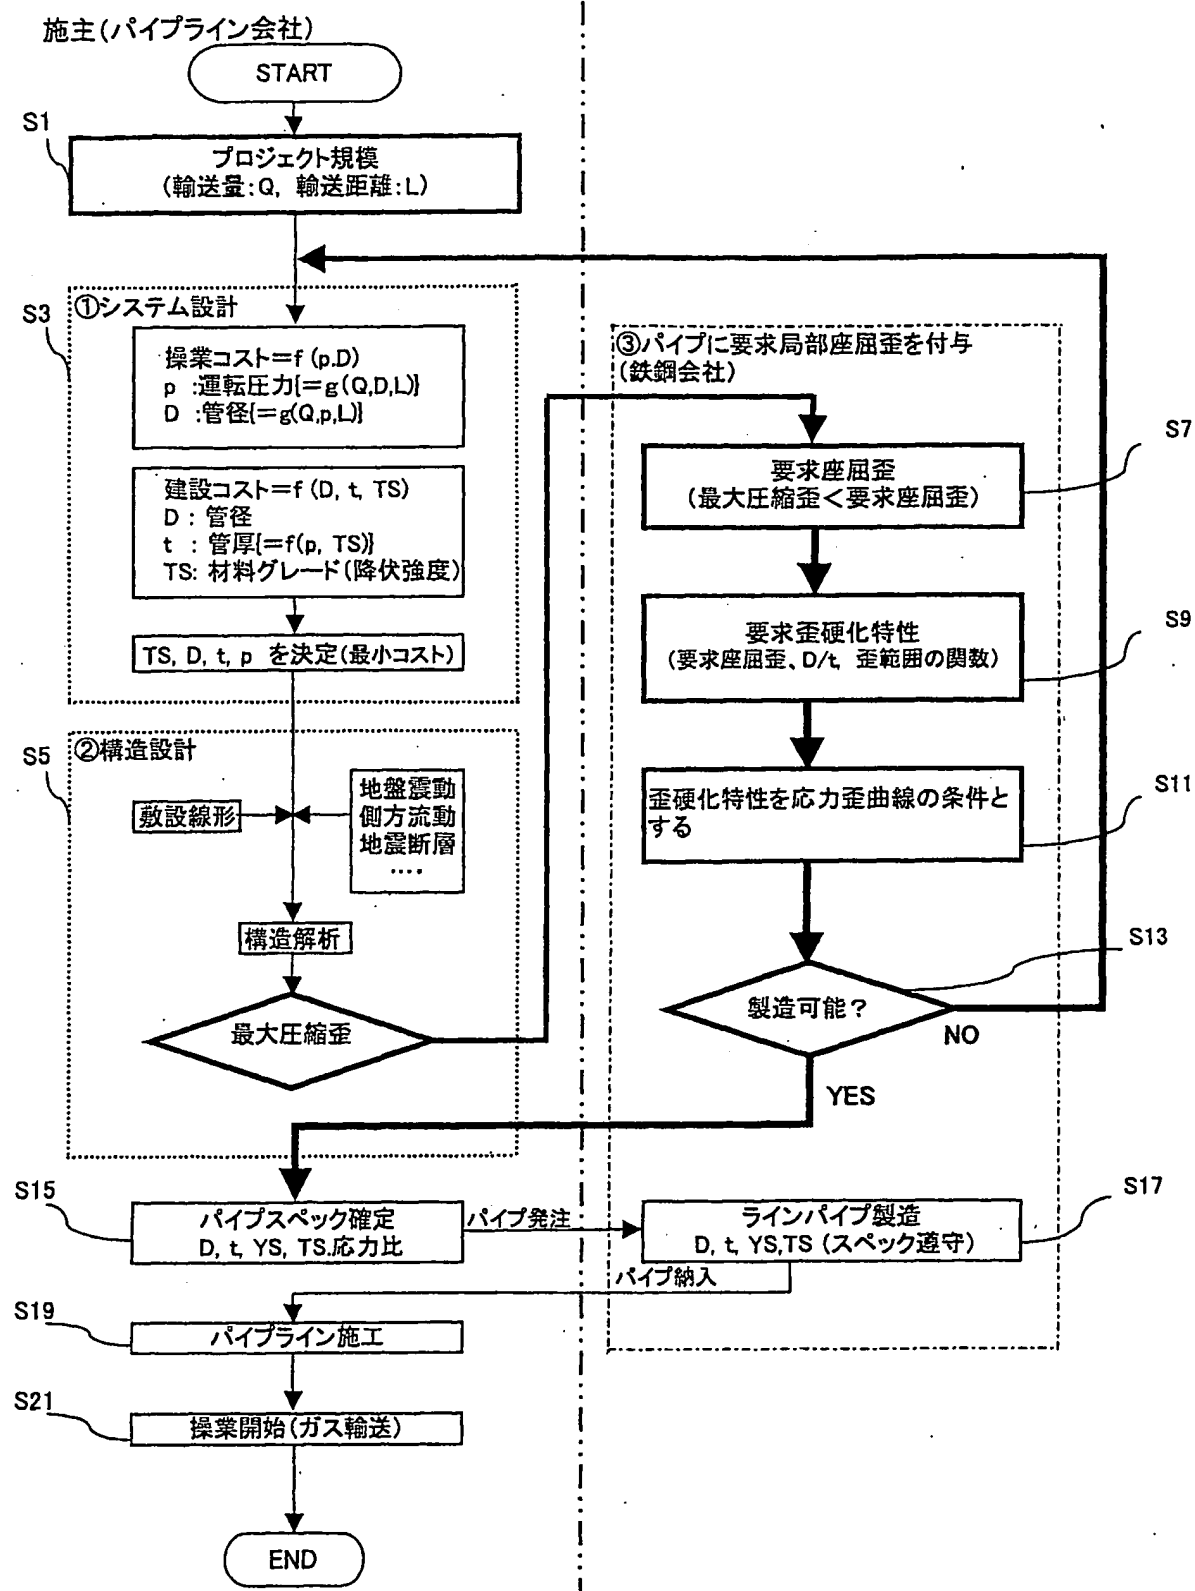 施主(パイプライン会社)
START
S1
プロジェクト規模
(輸送量:Q, 輸送距離:L)
S3
①システム設計
操業コスト＝f (p.D)
p :運転圧力{＝g(Q,D,L)}
D :管径{＝g(Q,p,L)}
建設コスト＝f (D, t, TS)
D : 管径
t : 管厚{＝f(p, TS)}
TS: 材料グレード(降伏強度)
TS, D, t, p を決定(最小コスト)
S5
②構造設計
敷設線形
地盤震動
側方流動
地震断層
‥‥
構造解析
最大圧縮歪
③パイプに要求局部座屈歪を付与
(鉄鋼会社)
S7
要求座屈歪
(最大圧縮歪＜要求座屈歪)
S9
要求歪硬化特性
(要求座屈歪、D/t, 歪範囲の関数)
S11
歪硬化特性を応力歪曲線の条件と
する
S13
製造可能？
NO
YES
S15
パイプスペック確定
D, t, YS, TS.応力比
パイプ発注
S17
ラインパイプ製造
D, t, YS,TS (スペック遵守)
パイプ納入
S19
パイプライン施工
S21
操業開始(ガス輸送)
END